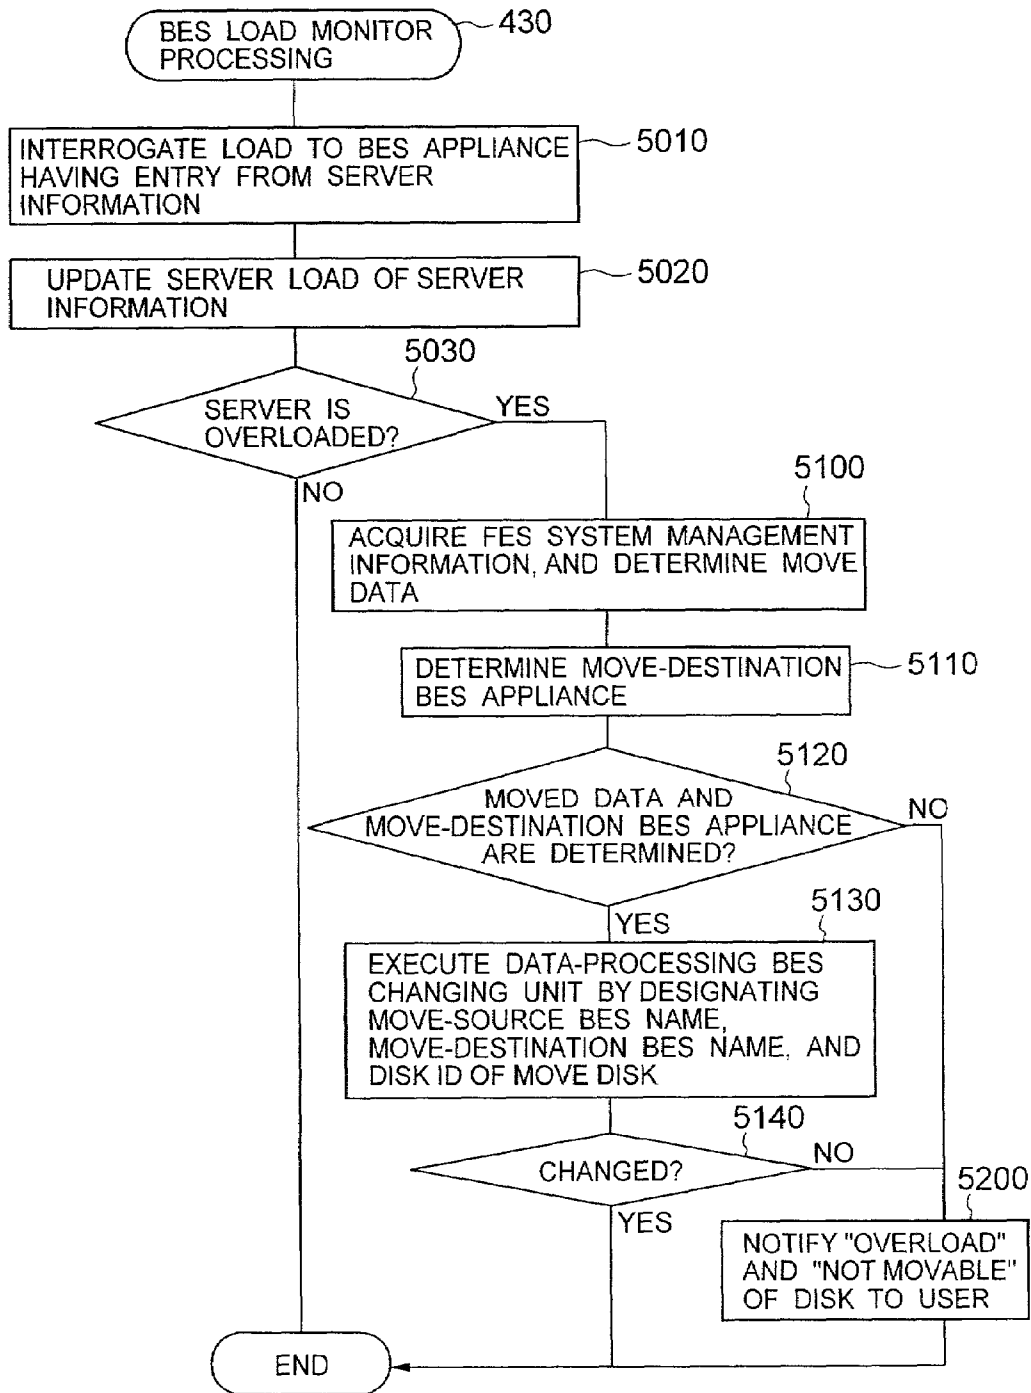 BES LOAD MONITOR
PROCESSING
430
INTERROGATE LOAD TO BES APPLIANCE
HAVING ENTRY FROM SERVER
INFORMATION
5010
UPDATE SERVER LOAD OF SERVER
INFORMATION
5020
5030
SERVER IS
OVERLOADED?
YES
NO
5100
ACQUIRE FES SYSTEM MANAGEMENT
INFORMATION, AND DETERMINE MOVE
DATA
DETERMINE MOVE-DESTINATION
BES APPLIANCE
5110
5120
MOVED DATA AND
MOVE-DESTINATION BES APPLIANCE
ARE DETERMINED?
NO
YES
5130
EXECUTE DATA-PROCESSING BES
CHANGING UNIT BY DESIGNATING
MOVE-SOURCE BES NAME,
MOVE-DESTINATION BES NAME, AND
DISK ID OF MOVE DISK
5140
CHANGED?
NO
YES
5200
NOTIFY "OVERLOAD"
AND "NOT MOVABLE"
OF DISK TO USER
END